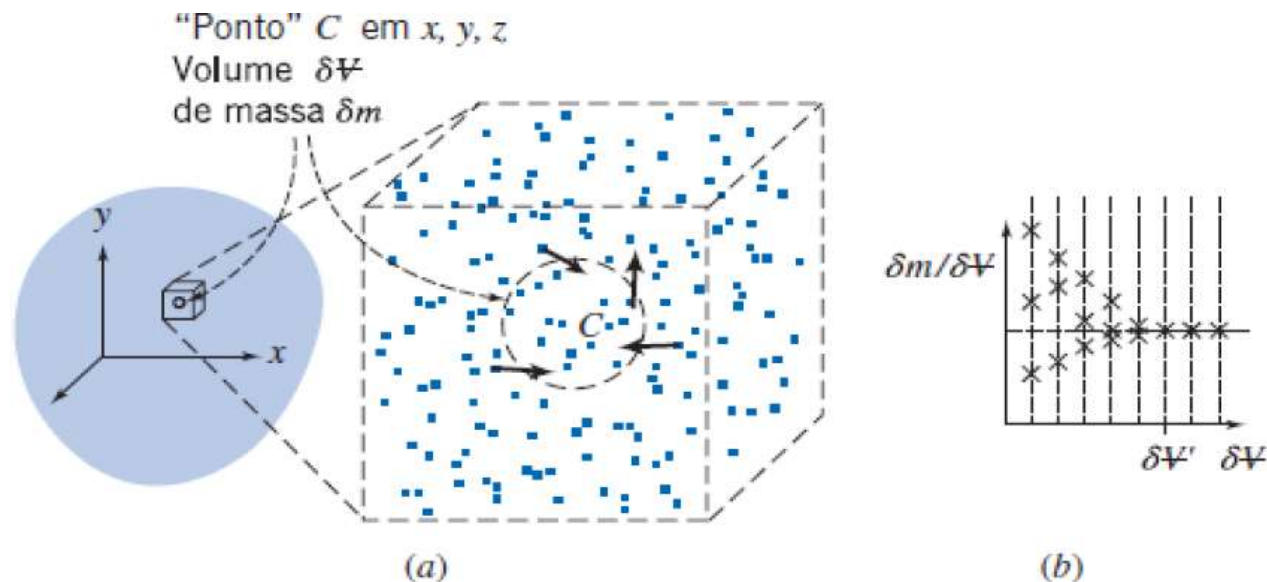 “Ponto” C em x, y, z
Volume δV̶
de massa δm
y
x
C
δm/δV̶
δV̶' δV̶
(a)
(b)